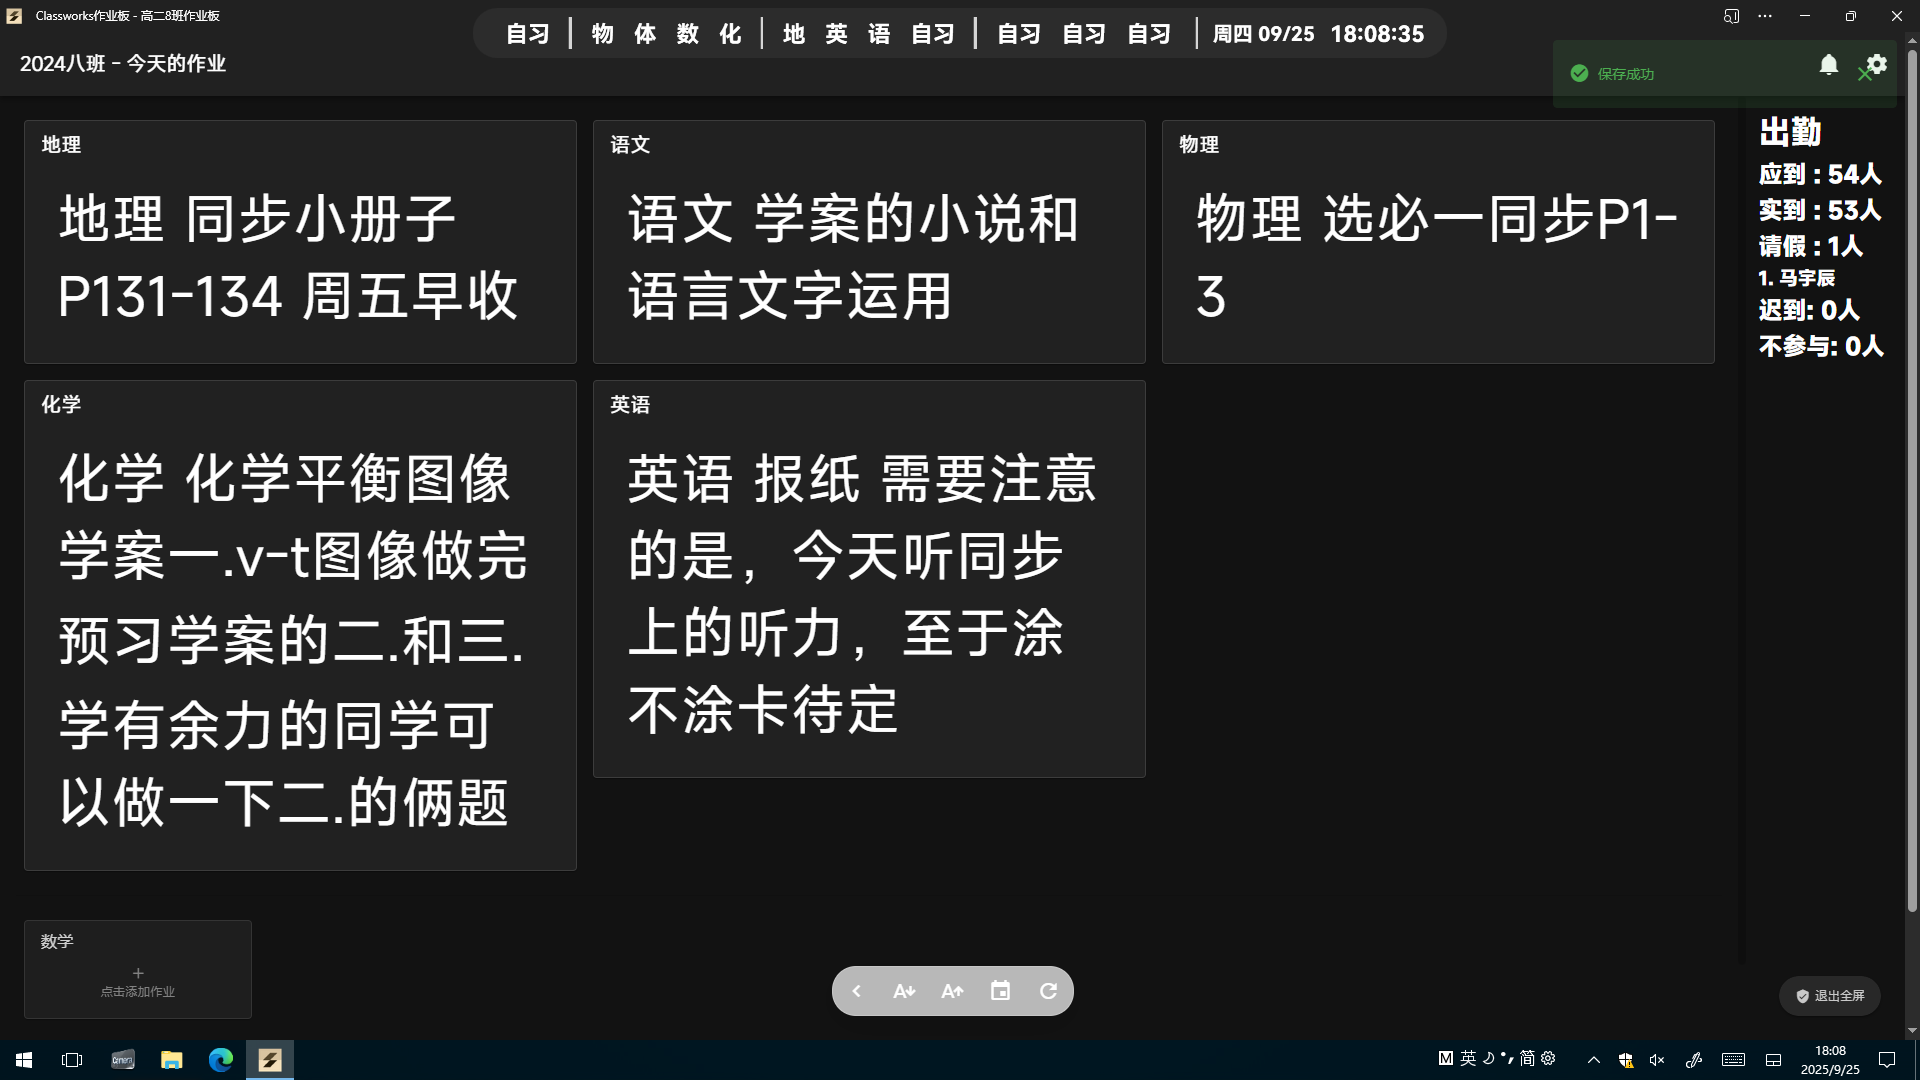 Classworks作业板 - 高二8班作业板
自习 | 物 体 数 化 | 地 英 语 自习 | 自习 自习 自习 | 周四 09/25 18:08:35
2024八班 - 今天的作业
保存成功
地理
地理 同步小册子
P131-134 周五早收
语文
语文 学案的小说和
语言文字运用
物理
物理 选必一同步P1-
3
出勤
应到 : 54人
实到 : 53人
请假 : 1人
1. 马宇辰
迟到: 0人
不参与: 0人
化学
化学 化学平衡图像
学案一.v-t图像做完
预习学案的二.和三.
学有余力的同学可
以做一下二.的俩题
英语
英语 报纸 需要注意
的是，今天听同步
上的听力，至于涂
不涂卡待定
数学
点击添加作业
退出全屏
M 英 简
18:08
2025/9/25